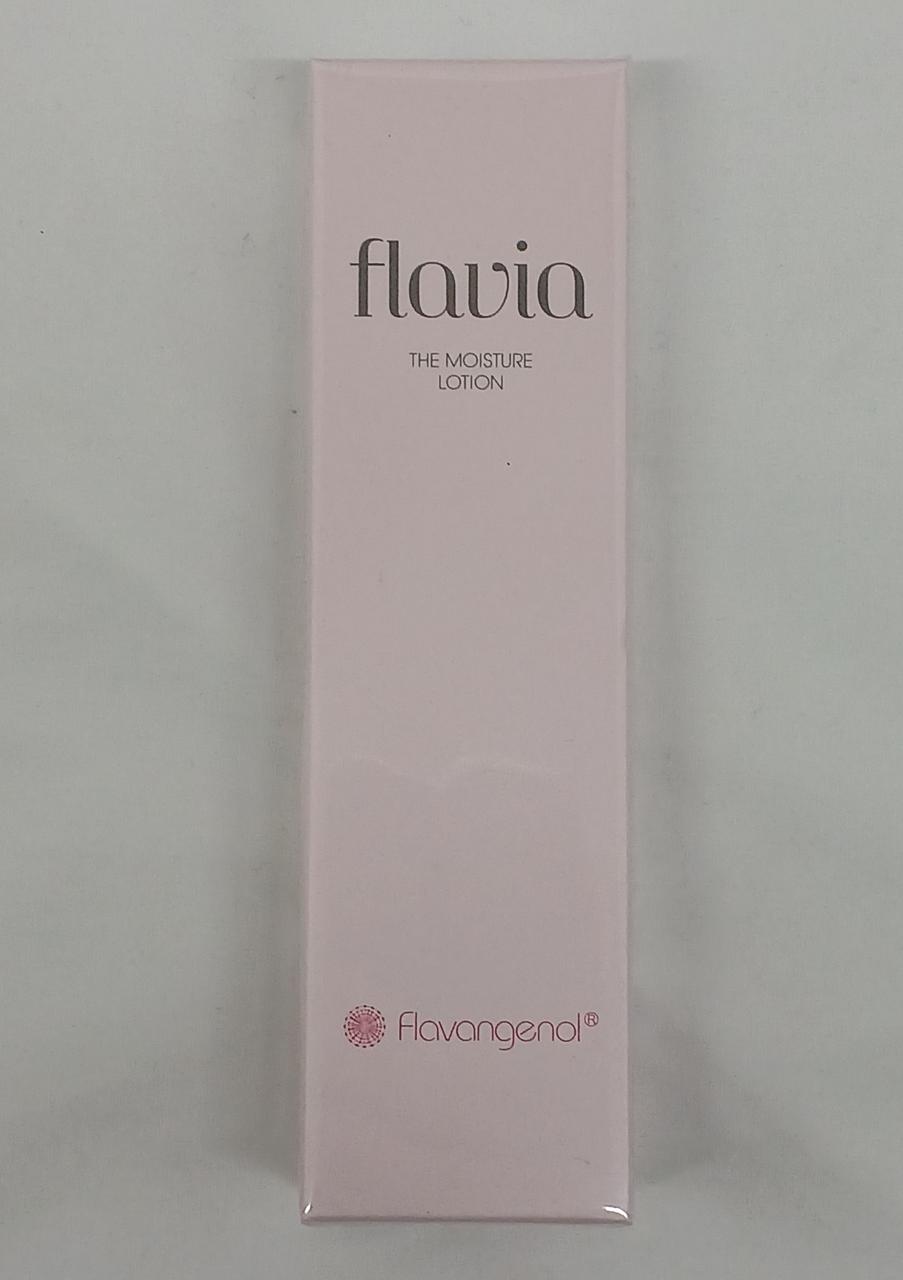 flavia
THE MOISTURE
LOTION
Flavangenol®